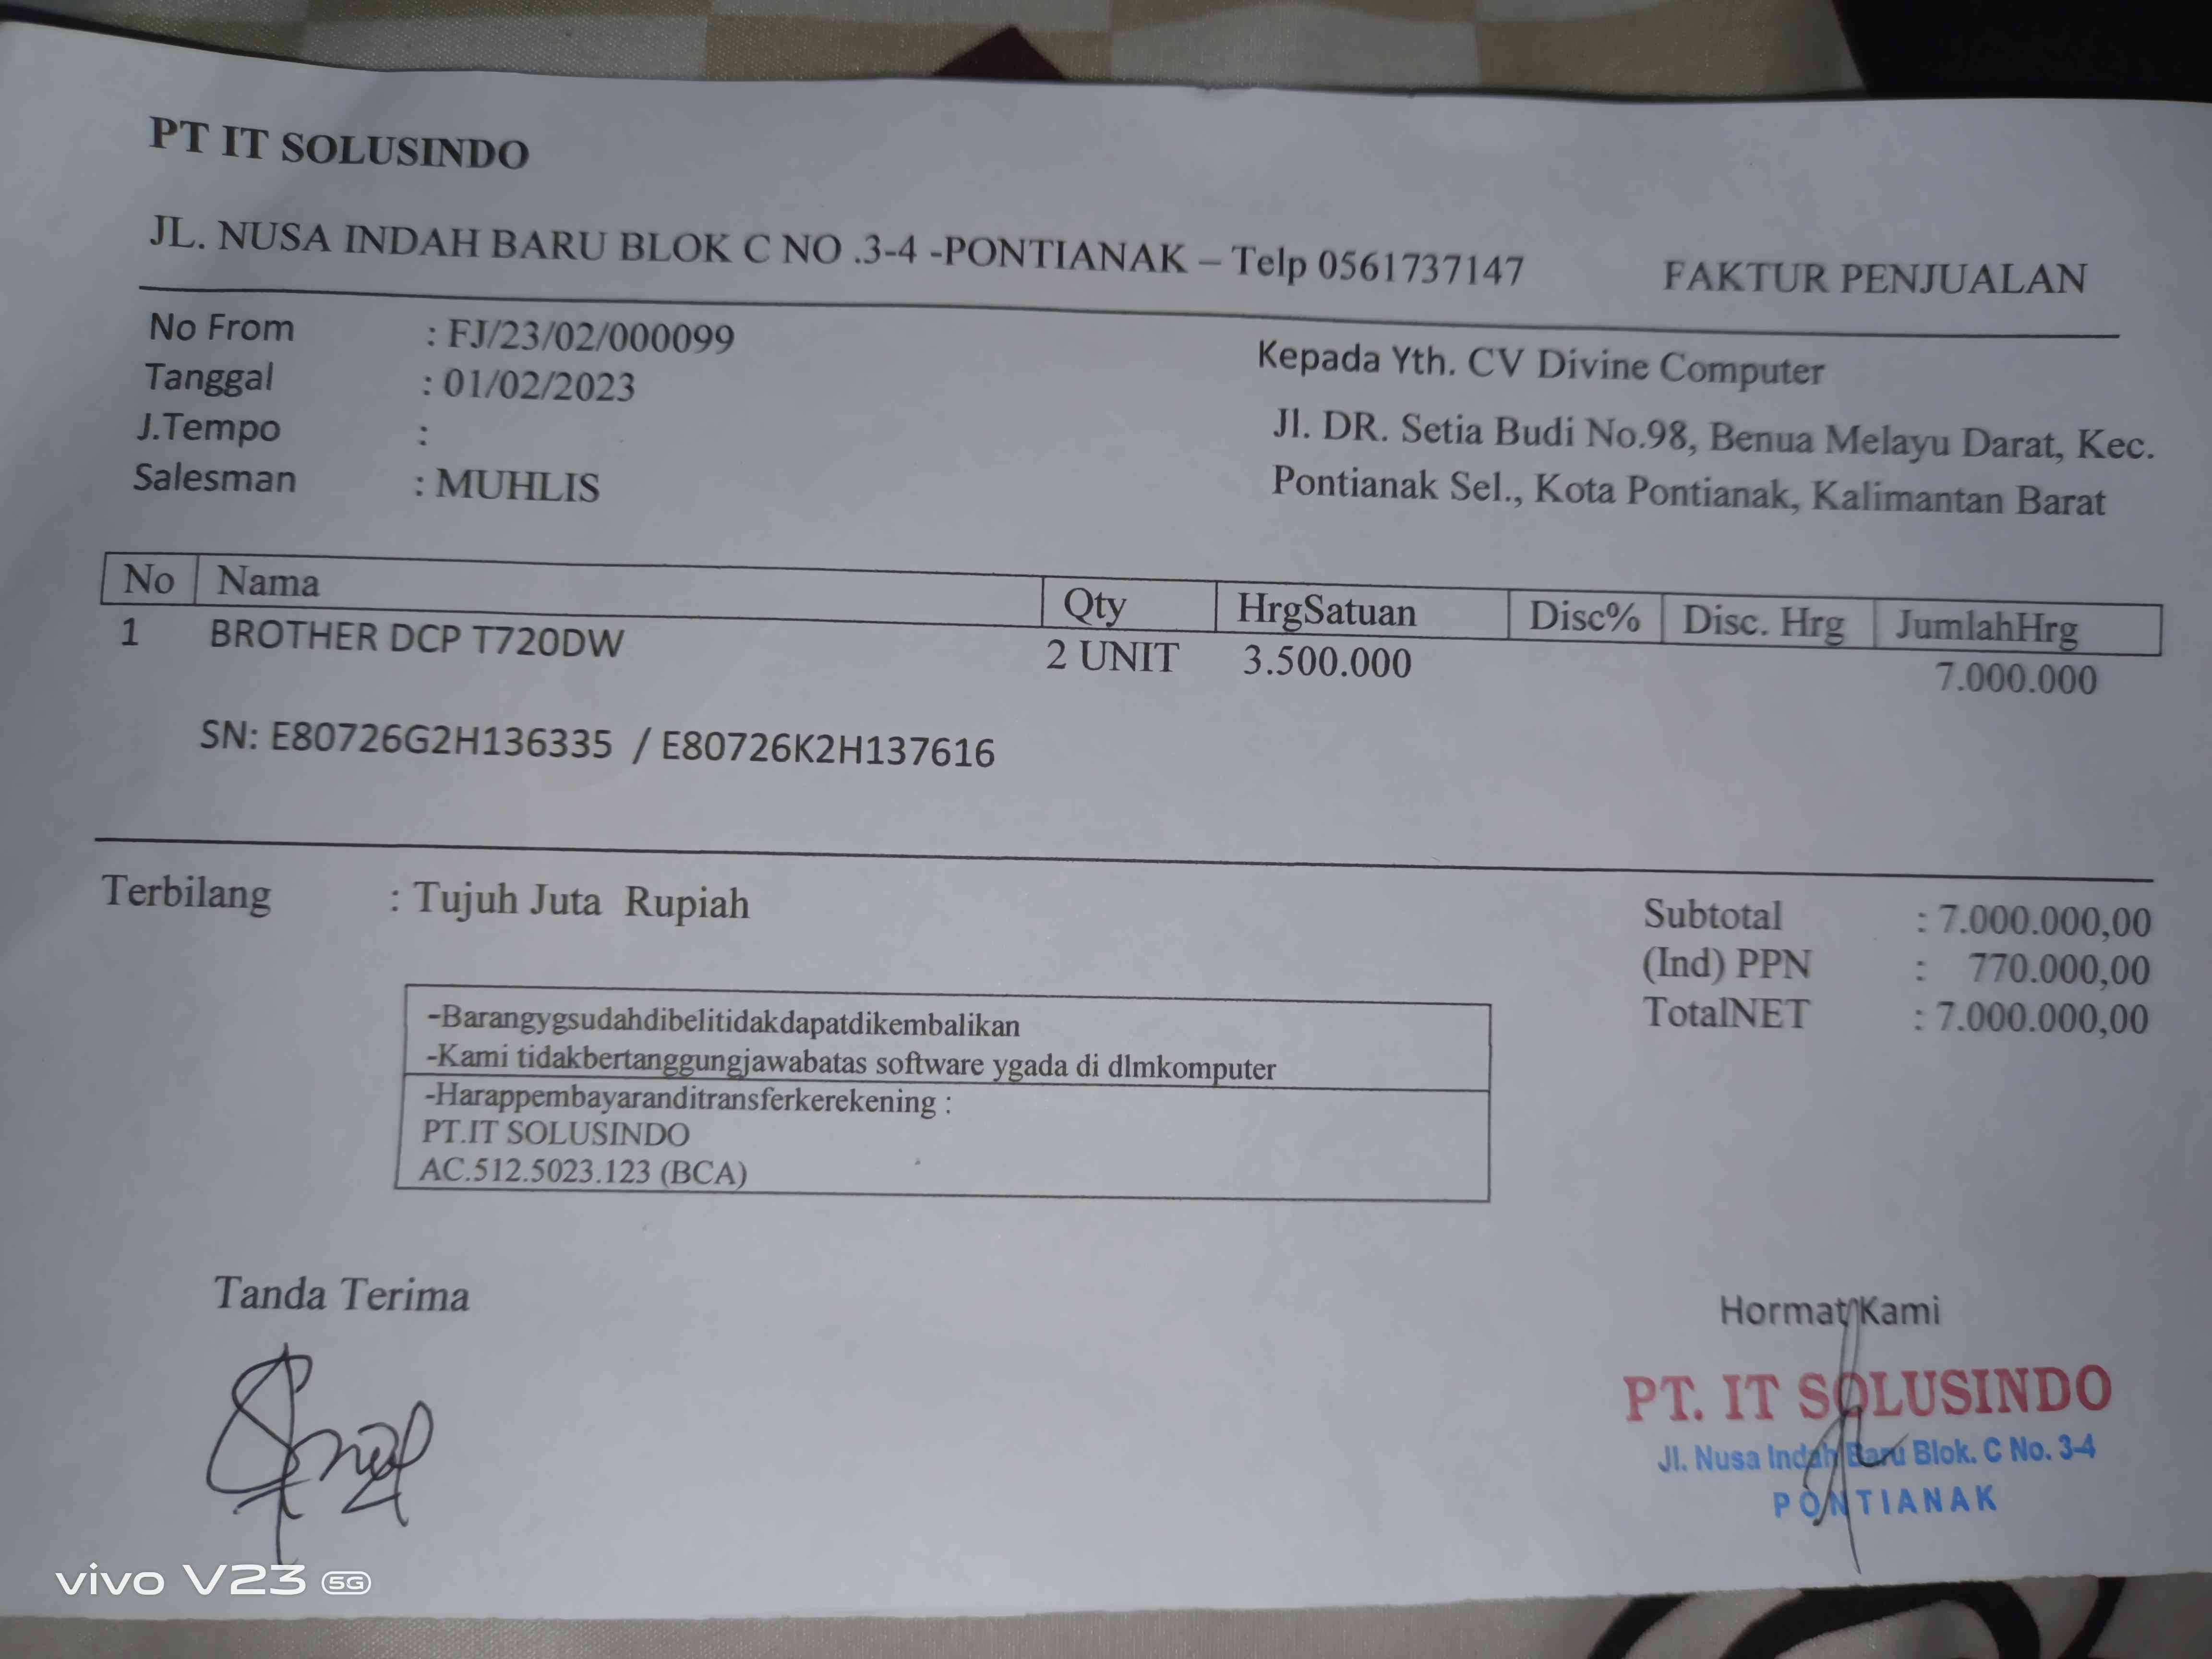 PT IT SOLUSINDO
JL. NUSA INDAH BARU BLOK C NO .3-4 -PONTIANAK – Telp 0561737147 FAKTUR PENJUALAN
No From : FJ/23/02/000099
Tanggal : 01/02/2023
J.Tempo :
Salesman : MUHLIS
Kepada Yth. CV Divine Computer
Jl. DR. Setia Budi No.98, Benua Melayu Darat, Kec.
Pontianak Sel., Kota Pontianak, Kalimantan Barat
No Nama Qty HrgSatuan Disc% Disc. Hrg JumlahHrg
1 BROTHER DCP T720DW 2 UNIT 3.500.000 7.000.000
SN: E80726G2H136335 / E80726K2H137616
Terbilang : Tujuh Juta Rupiah
Subtotal : 7.000.000,00
(Ind) PPN : 770.000,00
TotalNET : 7.000.000,00
-Barangygsudahdibelitidakdapatdikembalikan
-Kami tidakbertanggungjawabatas software ygada di dlmkomputer
-Harappembayaranditransferkerekening :
PT.IT SOLUSINDO
AC.512.5023.123 (BCA)
Tanda Terima
Hormat Kami
PT. IT SOLUSINDO
Jl. Nusa Indah Baru Blok. C No. 3-4
PONTIANAK
vivo V23 5G